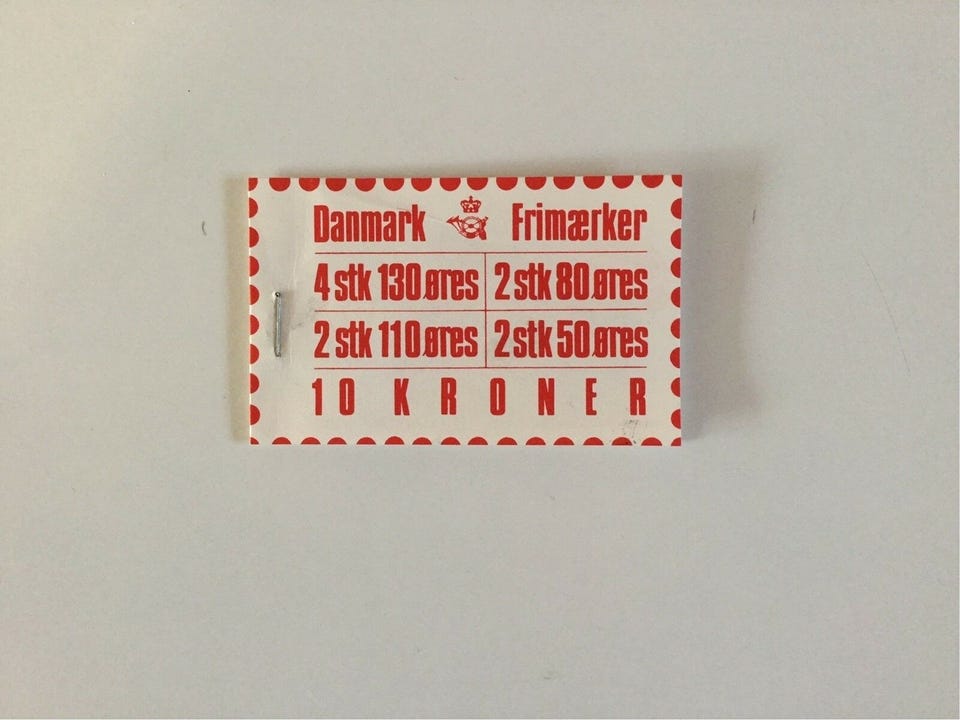 Danmark Frimærker
4 stk 130 øres 2 stk 80 øres
2 stk 110 øres 2 stk 50 øres
10 KRONER